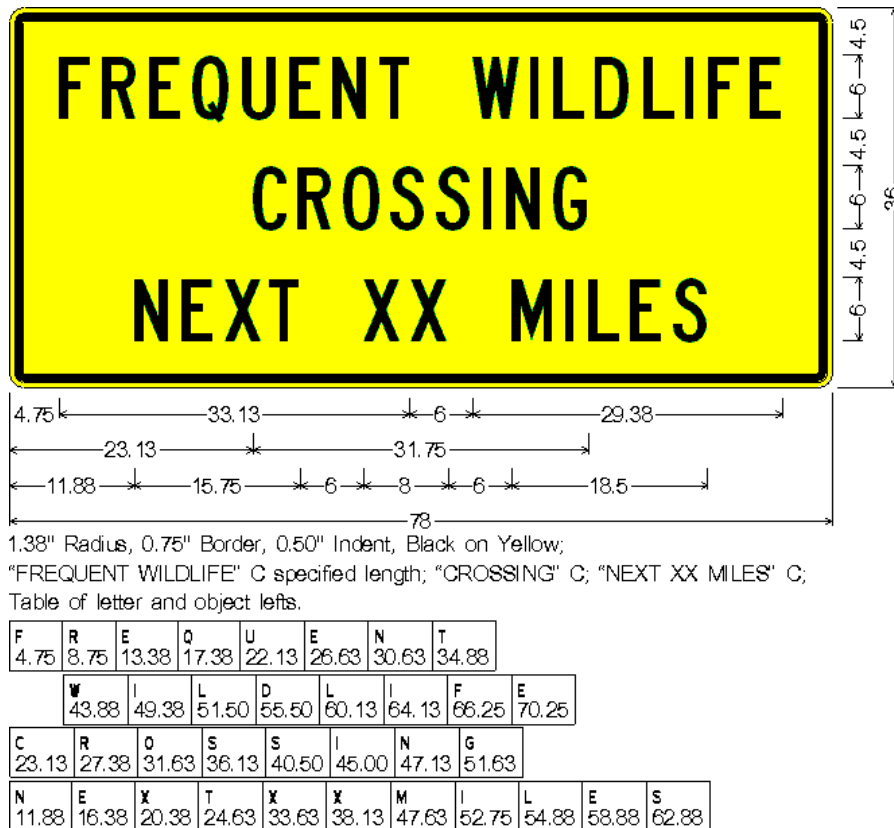 FREQUENT WILDLIFE
CROSSING
NEXT XX MILES
4.5
6
4.5
6
4.5
6
36
4.75 33.13 6 29.38
23.13 31.75
11.88 15.75 6 8 6 18.5
78
1.38" Radius, 0.75" Border, 0.50" Indent, Black on Yellow;
"FREQUENT WILDLIFE" C specified length; "CROSSING" C; "NEXT XX MILES" C;
Table of letter and object lefts.
F R E Q U E N T
4.75 8.75 13.38 17.38 22.13 26.63 30.63 34.88
W I L D L I F E
43.88 49.38 51.50 55.50 60.13 64.13 66.25 70.25
C R O S S I N G
23.13 27.38 31.63 36.13 40.50 45.00 47.13 51.63
N E X T X X M I L E S
11.88 16.38 20.38 24.63 33.63 38.13 47.63 52.75 54.88 58.88 62.88